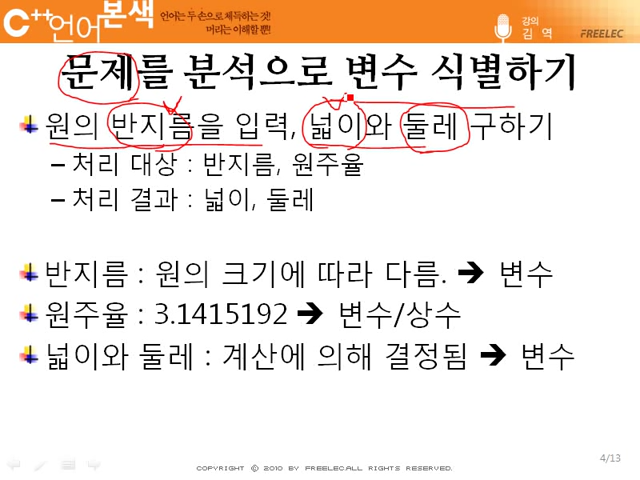 C++언어본색
언어는 두 손으로 체득하는 것!
머리는 이해할 뿐!
강의
김 역
FREELEC
문제를 분석으로 변수 식별하기
원의 반지름을 입력, 넓이와 둘레 구하기
– 처리 대상 : 반지름, 원주율
– 처리 결과 : 넓이, 둘레
반지름 : 원의 크기에 따라 다름. ➔ 변수
원주율 : 3.1415192 ➔ 변수/상수
넓이와 둘레 : 계산에 의해 결정됨 ➔ 변수
4/13
COPYRIGHT © 2010 BY FREELEC.ALL RIGHTS RESERVED.